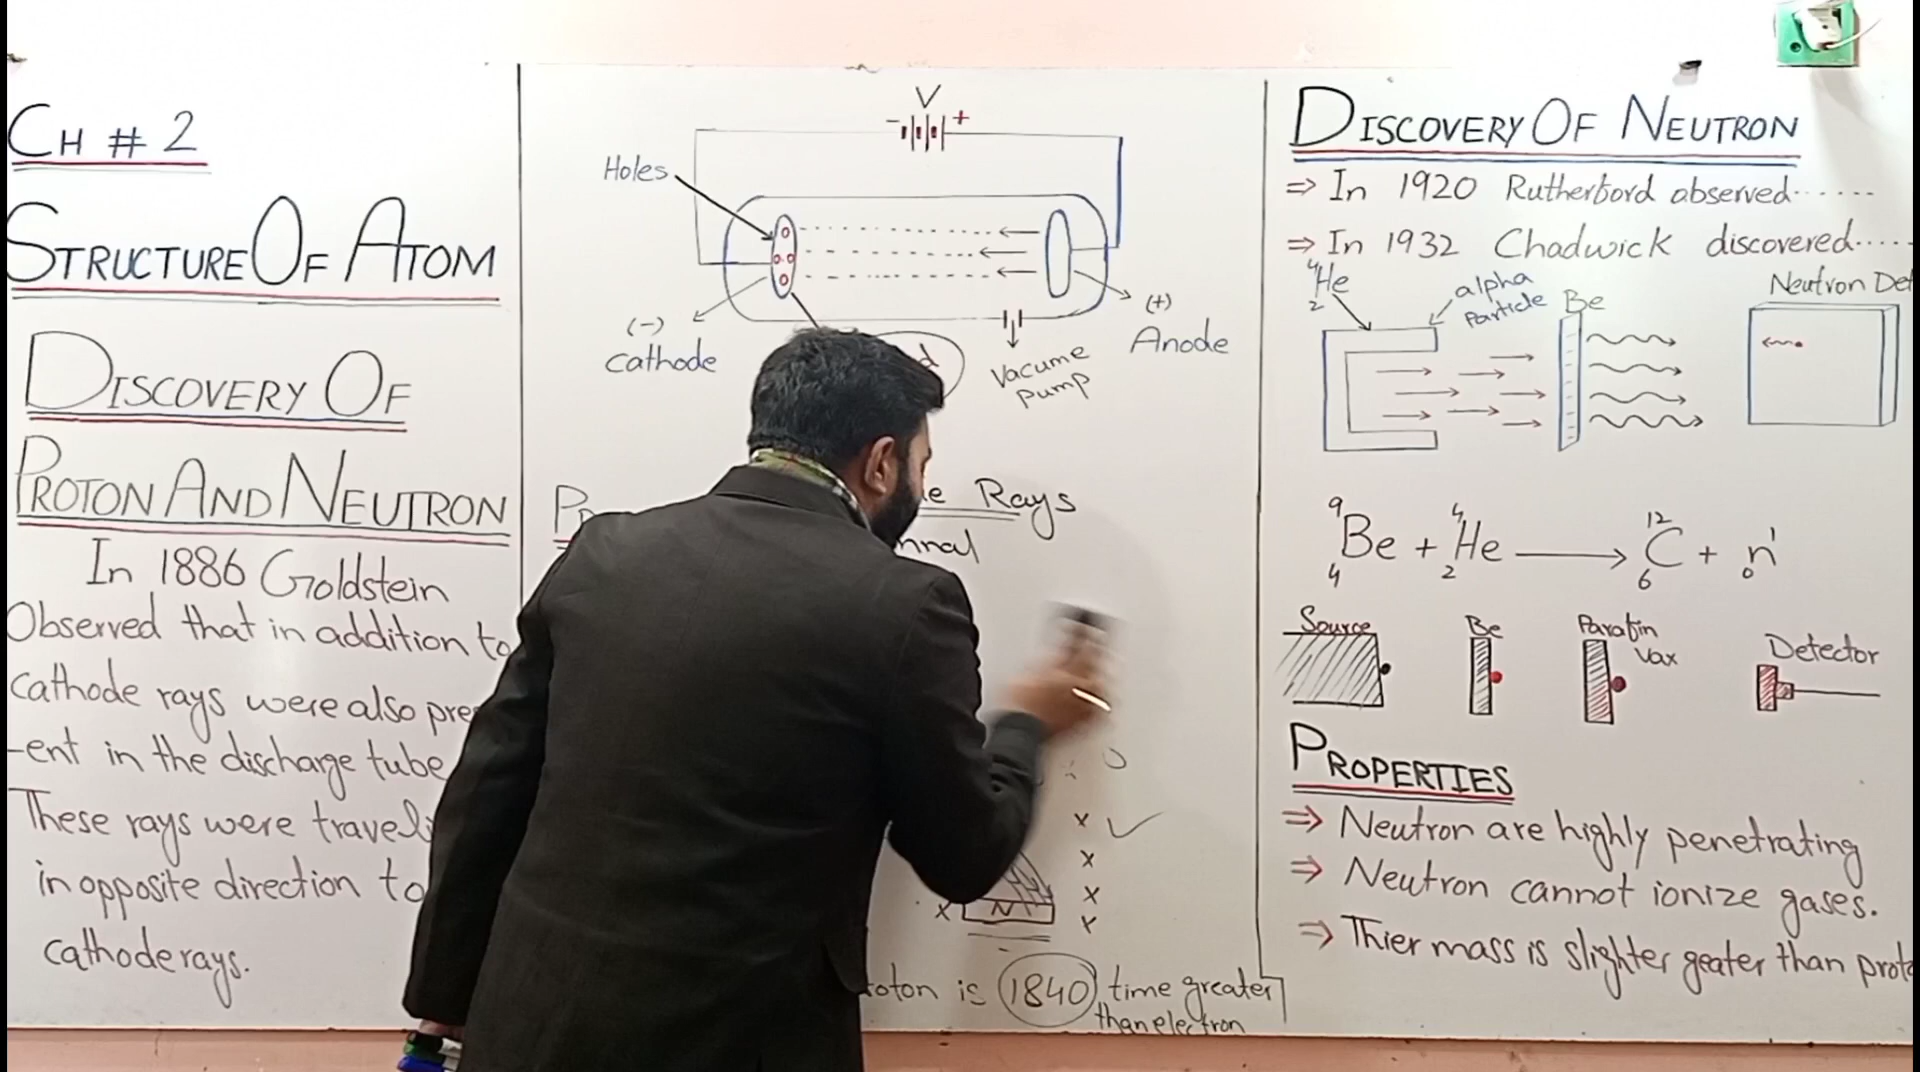 CH # 2
STRUCTURE OF ATOM
DISCOVERY OF
PROTON AND NEUTRON
In 1886 Goldstein
Observed that in addition to
Cathode rays were also pre
-ent in the discharge tube
These rays were travel
in opposite direction to
cathode rays.
V
- +
Holes
(-)
Cathode
(+)
Anode
Vacume
pump
Rays
N
x ✓
x
x
x
x
is 1840 time greater
than electron
DISCOVERY OF NEUTRON
⇒ In 1920 Rutherford observed......
⇒ In 1932 Chadwick discovered.....
4 He 2
alpha
Particle
Be
Neutron Det
9 4 Be + 4 2 He → 12 6 C + n 1 0
Source
Be
Parafin
Vax
Detector
PROPERTIES
⇒ Neutron are highly penetrating
⇒ Neutron cannot ionize gases.
⇒ Thier mass is slighter geater than prot